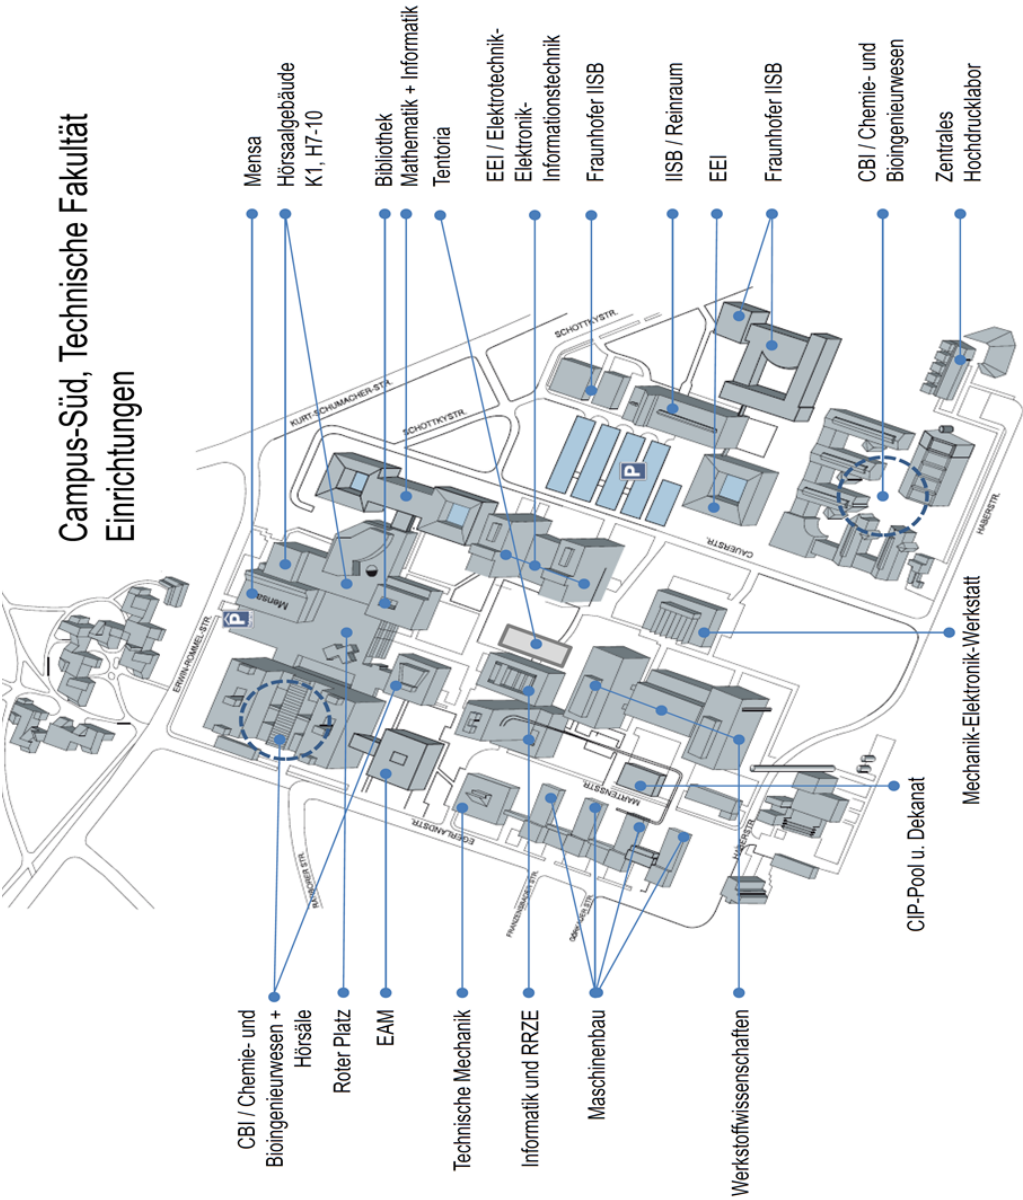 Campus-Süd, Technische Fakultät
Einrichtungen
Mensa
Hörsaalgebäude
K1, H7-10
Bibliothek
Mathematik + Informatik
Tentoria
EEI / Elektrotechnik-
Elektronik-
Informationstechnik
Fraunhofer IISB
IISB / Reinraum
EEI
Fraunhofer IISB
CBI / Chemie- und
Bioingenieurwesen
Zentrales
Hochdrucklabor
KURT-SCHUMACHER-STR.
SCHOTTKYSTR.
SCHOTTKYSTR.
ERWIN-ROMMEL-STR.
P
Mensa
P
CAUERSTR.
HABERSTR.
MARTENSSTR.
EGERLANDSTR.
HABERSTR.
Mechanik-Elektronik-Werkstatt
CIP-Pool u. Dekanat
CBI / Chemie- und
Bioingenieurwesen +
Hörsäle
Roter Platz
EAM
Technische Mechanik
Informatik und RRZE
Maschinenbau
Werkstoffwissenschaften